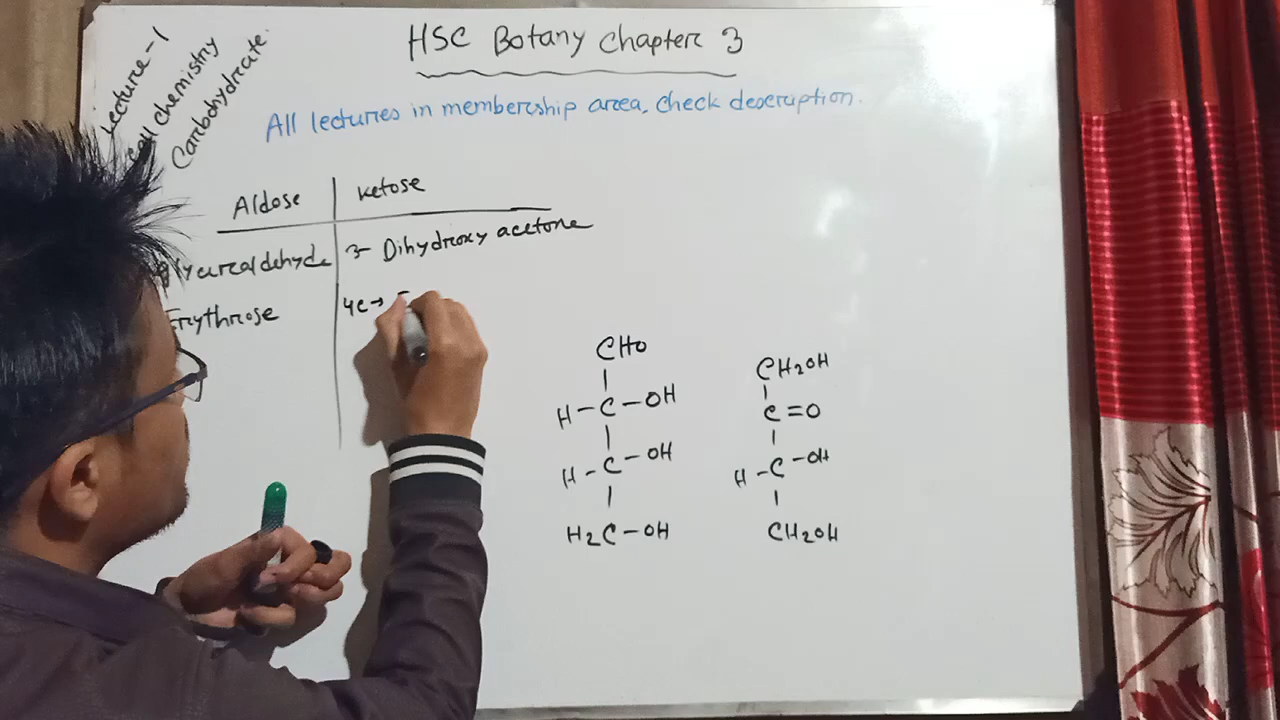 HSC Botany Chapter 3
Lecture-1
Cell chemistry
Carbohydrate.
All lectures in membership area, check description.
Aldose | Ketose
glyceraldehyde | 3- Dihydroxy acetone
Erythrose | 4C→
CHO
H-C-OH
H-C-OH
H₂C-OH
CH₂OH
C=O
H-C-OH
CH₂OH